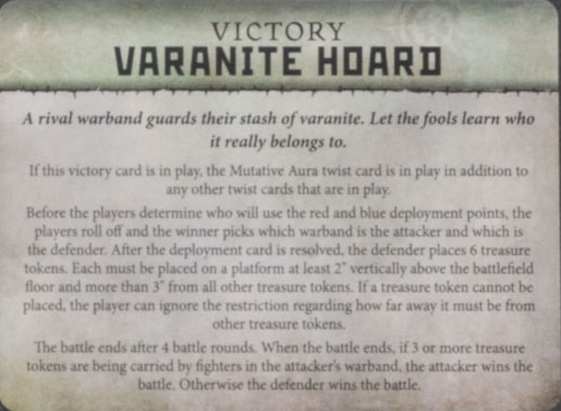 VICTORY
VARANITE HOARD
A rival warband guards their stash of varanite. Let the fools learn who
it really belongs to.
If this victory card is in play, the Mutative Aura twist card is in play in addition to
any other twist cards that are in play.
Before the players determine who will use the red and blue deployment points, the
players roll off and the winner picks which warband is the attacker and which is
the defender. After the deployment card is resolved, the defender places 6 treasure
tokens. Each must be placed on a platform at least 2" vertically above the battlefield
floor and more than 3" from all other treasure tokens. If a treasure token cannot be
placed, the player can ignore the restriction regarding how far away it must be from
other treasure tokens.
The battle ends after 4 battle rounds. When the battle ends, if 3 or more treasure
tokens are being carried by fighters in the attacker's warband, the attacker wins the
battle. Otherwise the defender wins the battle.